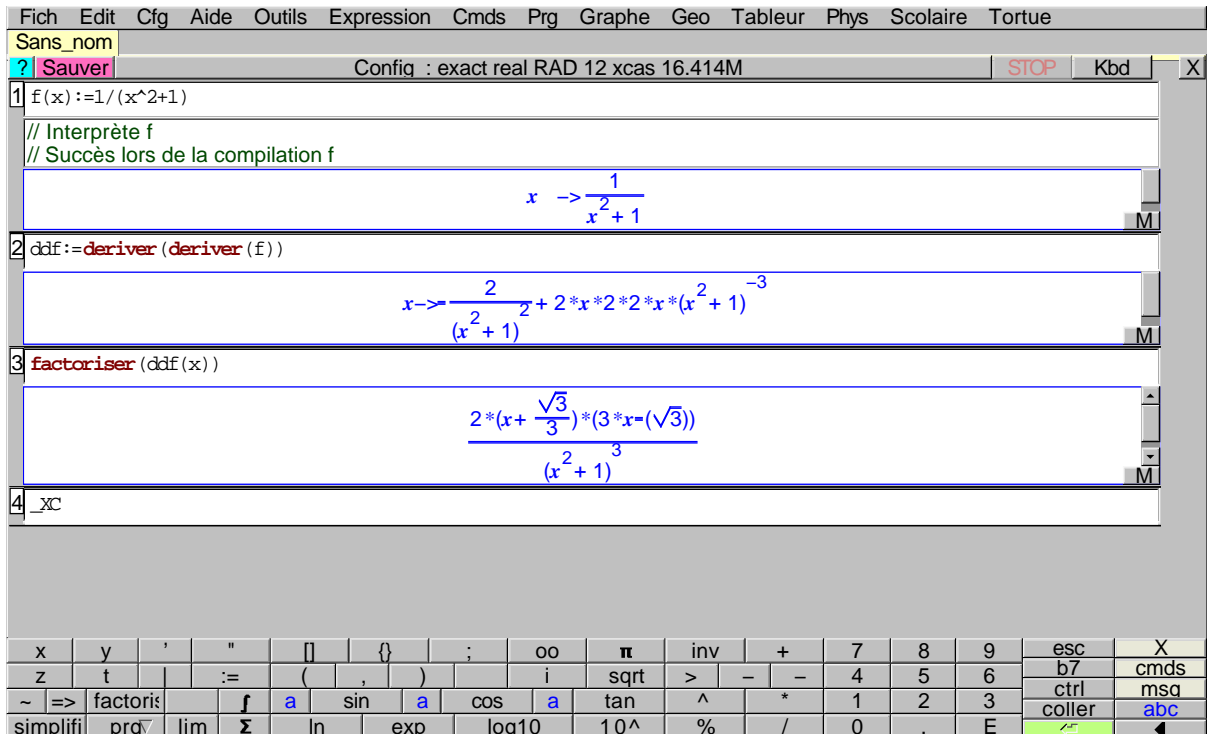 Fich Edit Cfg Aide Outils Expression Cmds Prg Graphe Geo Tableur Phys Scolaire Tortue
Sans_nom
? Sauver Config : exact real RAD 12 xcas 16.414M STOP Kbd X
1 f(x):=1/(x^2+1)
// Interprète f
// Succès lors de la compilation f
x -> 1/(x^2+1)
M
2 ddf:=deriver(deriver(f))
x->-2/(x^2+1)^2+2*x*2*2*x*(x^2+1)^-3
M
3 factoriser(ddf(x))
2*(x+√3/3)*(3*x-(√3))/(x^2+1)^3
M
4 _XC
x y ' " [] {} ; oo π inv + 7 8 9 esc X
z t | := ( , ) i sqrt > - - 4 5 6 b7 cmds
~ => factoris ∫ a sin a cos a tan ^ * 1 2 3 ctrl msg
coller abc
simplifi prg lim Σ ln exp log10 10^ % / 0 . E